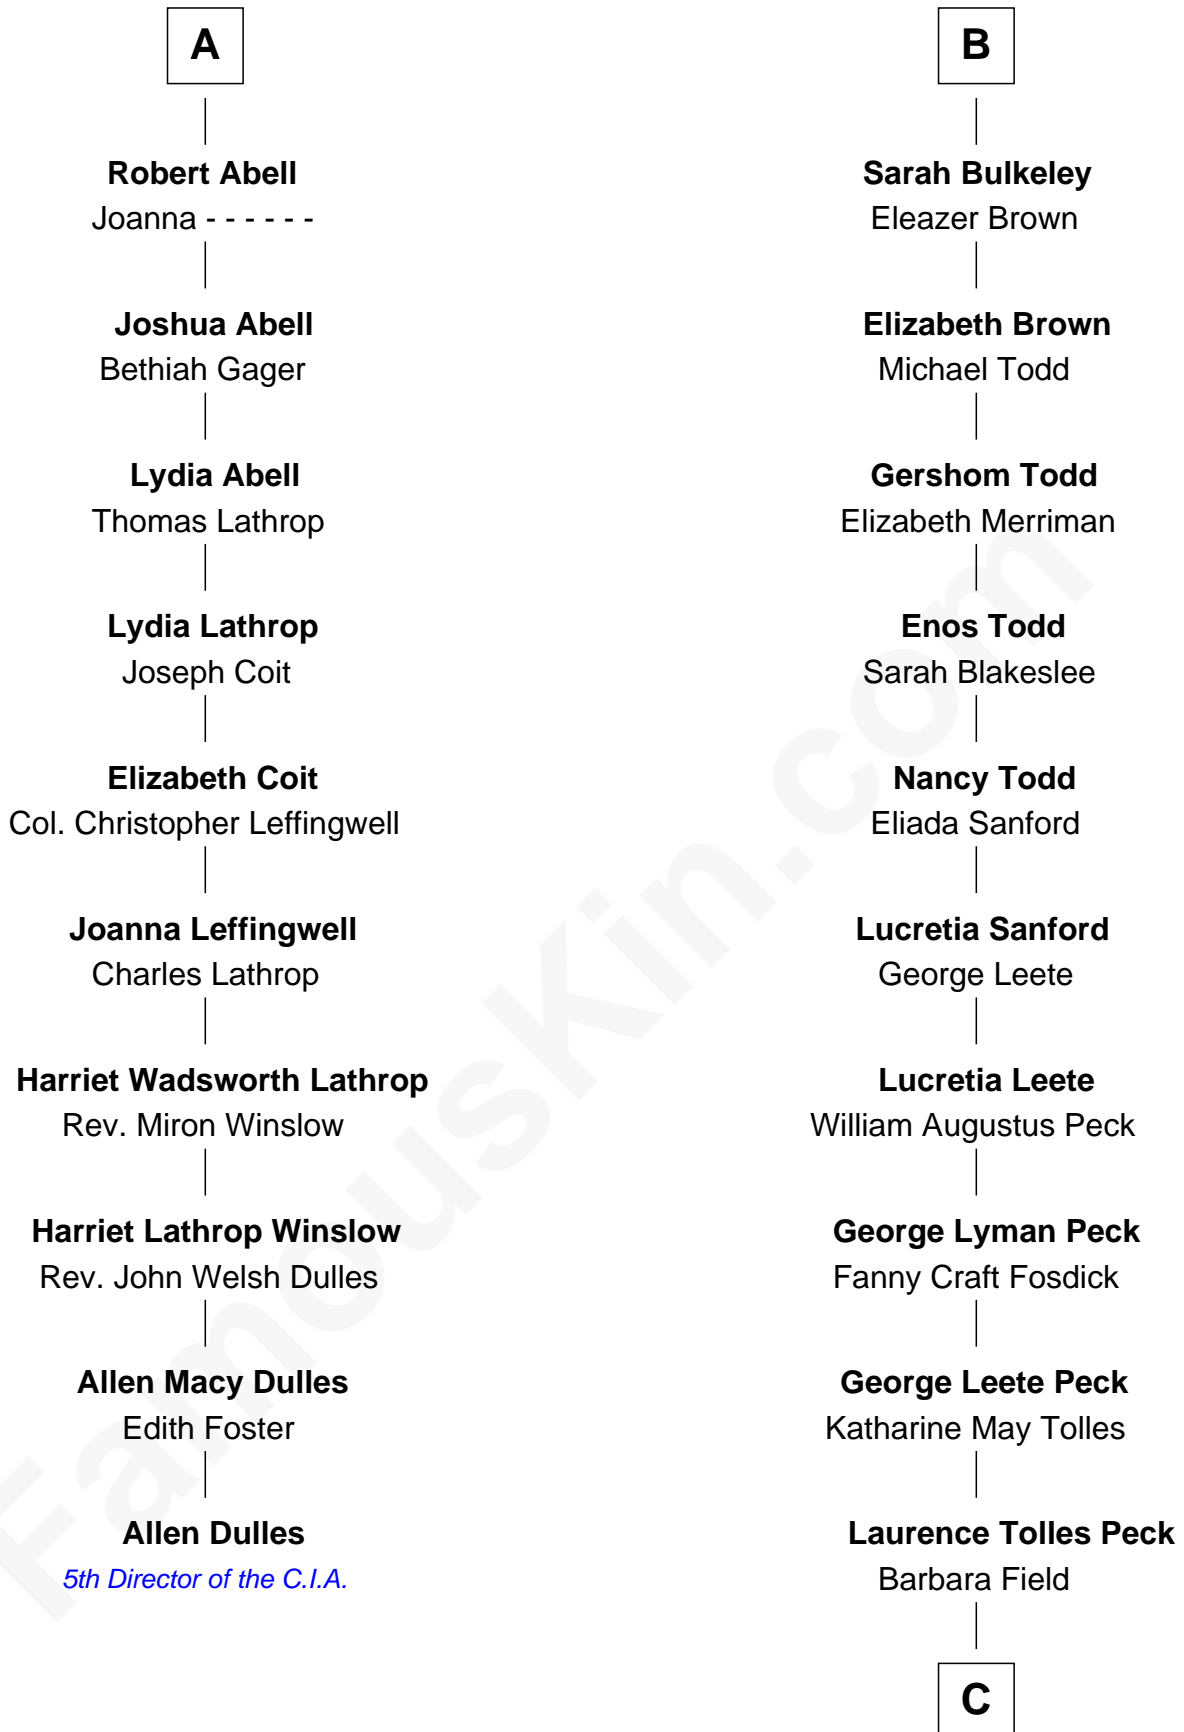 A
Robert Abell
Joanna - - - - - -
Joshua Abell
Bethiah Gager
Lydia Abell
Thomas Lathrop
Lydia Lathrop
Joseph Coit
Elizabeth Coit
Col. Christopher Leffingwell
Joanna Leffingwell
Charles Lathrop
Harriet Wadsworth Lathrop
Rev. Miron Winslow
Harriet Lathrop Winslow
Rev. John Welsh Dulles
Allen Macy Dulles
Edith Foster
Allen Dulles
5th Director of the C.I.A.
B
Sarah Bulkeley
Eleazer Brown
Elizabeth Brown
Michael Todd
Gershom Todd
Elizabeth Merriman
Enos Todd
Sarah Blakeslee
Nancy Todd
Eliada Sanford
Lucretia Sanford
George Leete
Lucretia Leete
William Augustus Peck
George Lyman Peck
Fanny Craft Fosdick
George Leete Peck
Katharine May Tolles
Laurence Tolles Peck
Barbara Field
C
FamousKin.com